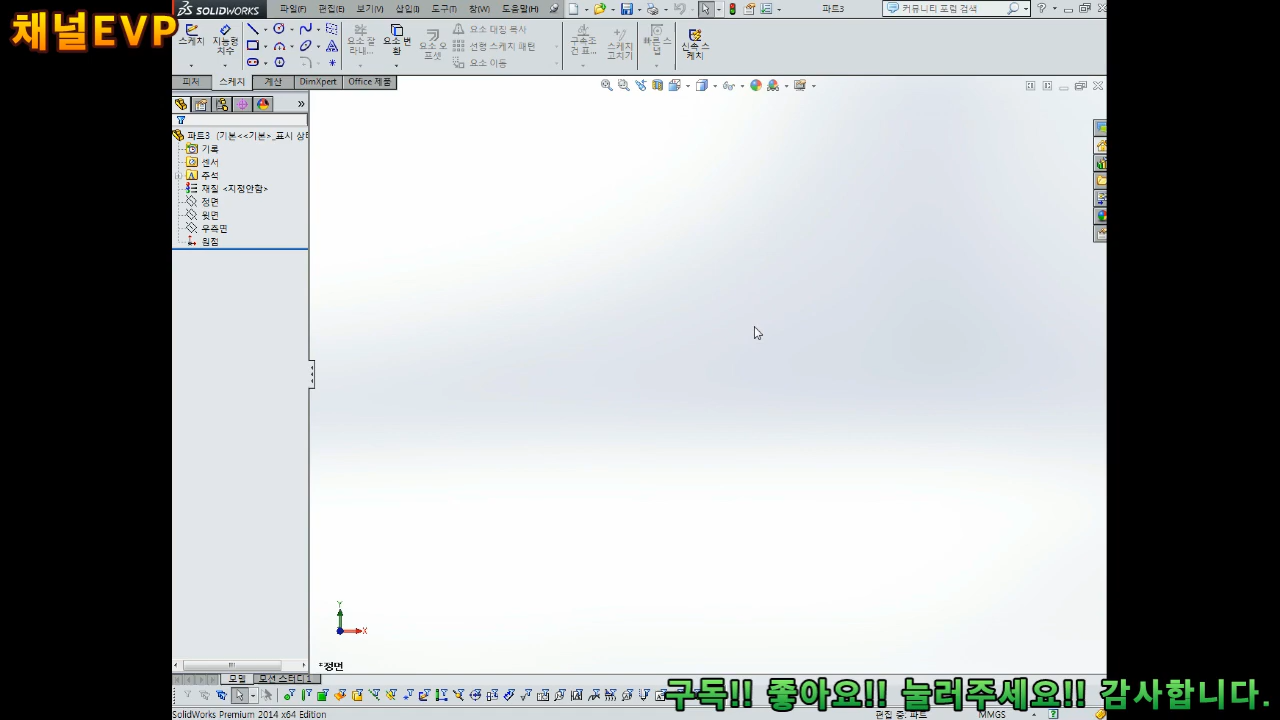 채널EVP
SOLIDWORKS 파일(F) 편집(E) 보기(V) 삽입(I) 도구(T) 창(W) 도움말(H) 파트3 커뮤니티 포럼 검색
스케치 지능형 치수 요소 잘라내... 요소 변환 요소 오프셋 요소 대칭 복사 구속조건 표... 스케치 고치기 빠른 스냅 신속 스케치
선형 스케치 패턴
요소 이동
피처 스케치 계산 DimXpert Office 제품
파트3 (기본<<기본>_표시 상태
기록
센서
주석
재질 <지정안함>
정면
윗면
우측면
원점
Y
X
*정면
모델 모션 스터디 1
구독!! 좋아요!! 눌러주세요!! 감사합니다.
SolidWorks Premium 2014 x64 Edition 편집 중: 파트 MMGS